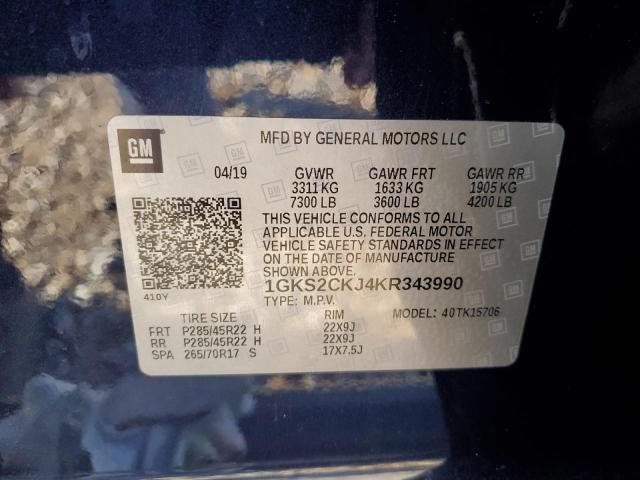 GM
MFD BY GENERAL MOTORS LLC
04/19 GVWR GAWR FRT GAWR RR
3311 KG 1633 KG 1905 KG
7300 LB 3600 LB 4200 LB
THIS VEHICLE CONFORMS TO ALL
APPLICABLE U.S. FEDERAL MOTOR
VEHICLE SAFETY STANDARDS IN EFFECT
ON THE DATE OF MANUFACTURE
SHOWN ABOVE.
1GKS2CKJ4KR343990
410Y TYPE: M.P.V. MODEL: 40TK15706
TIRE SIZE RIM
FRT P285/45R22 H 22X9J
RR P285/45R22 H 22X9J
SPA 265/70R17 S 17X7.5J